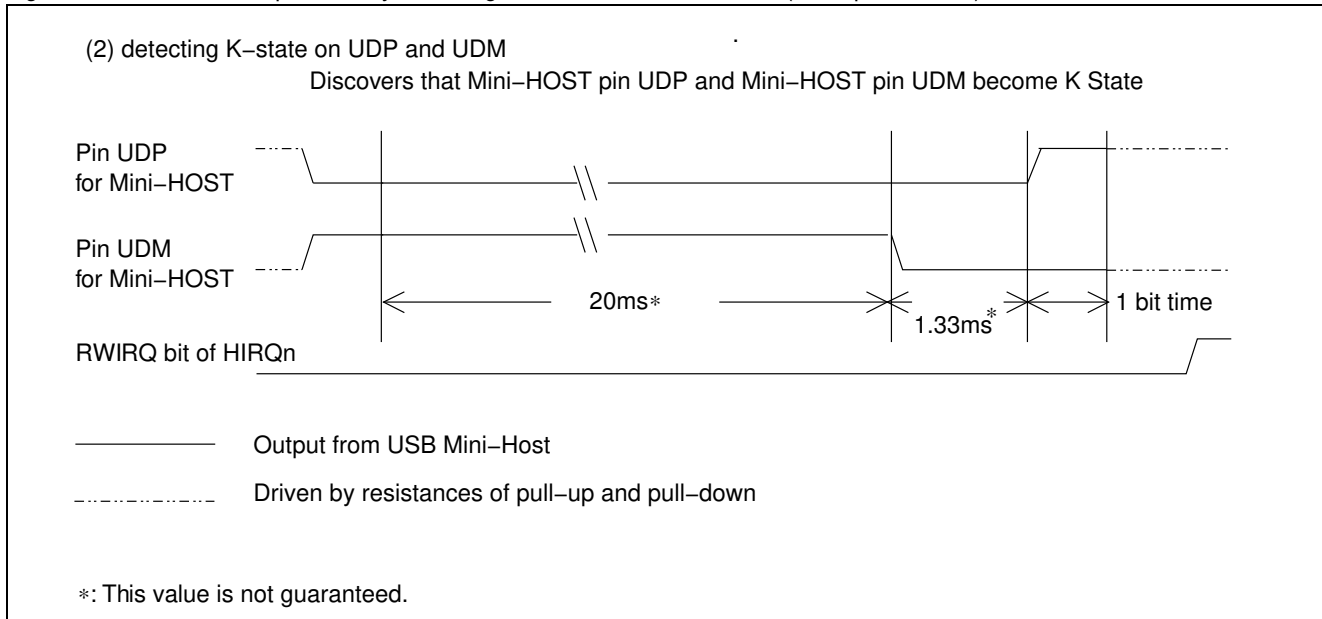 (2) detecting K−state on UDP and UDM
Discovers that Mini−HOST pin UDP and Mini−HOST pin UDM become K State
Pin UDP
for Mini−HOST
Pin UDM
for Mini−HOST
20ms*
1.33ms*
1 bit time
RWIRQ bit of HIRQn
Output from USB Mini−Host
Driven by resistances of pull−up and pull−down
*: This value is not guaranteed.